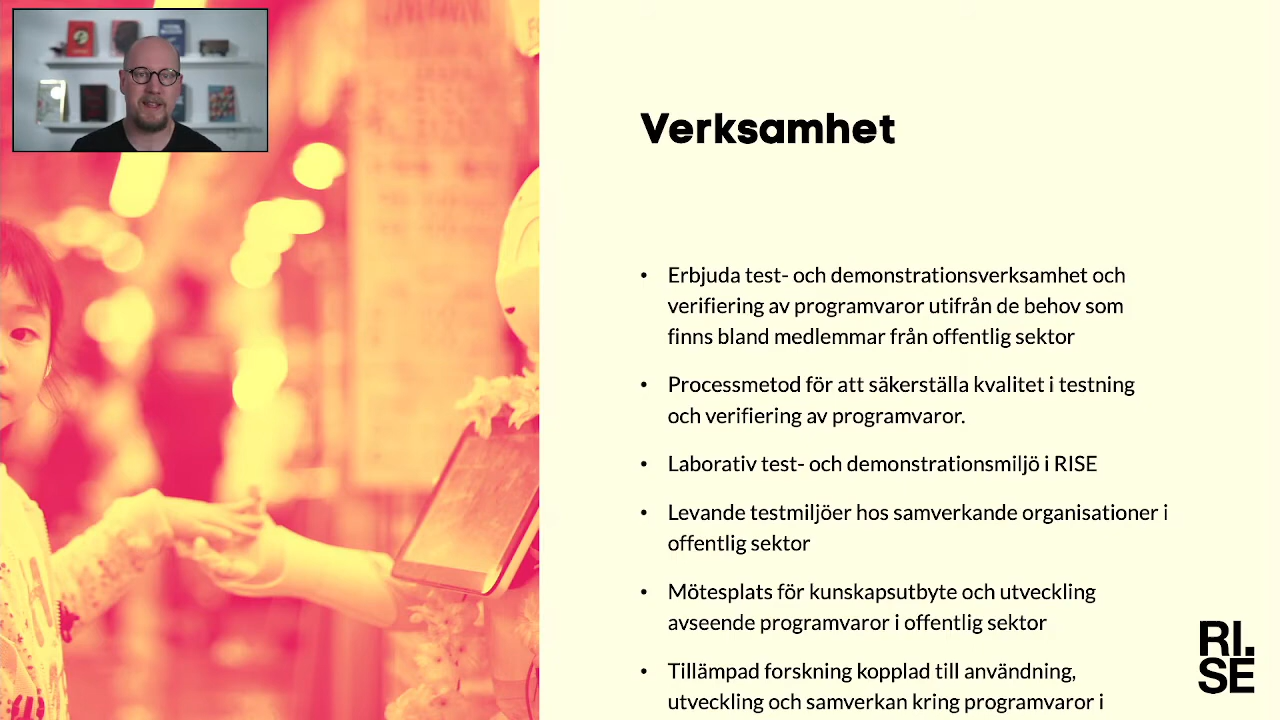 Verksamhet
• Erbjuda test- och demonstrationsverksamhet och
verifiering av programvaror utifrån de behov som
finns bland medlemmar från offentlig sektor
• Processmetod för att säkerställa kvalitet i testning
och verifiering av programvaror.
• Laborativ test- och demonstrationsmiljö i RISE
• Levande testmiljöer hos samverkande organisationer i
offentlig sektor
• Mötesplats för kunskapsutbyte och utveckling
avseende programvaror i offentlig sektor
• Tillämpad forskning kopplad till användning,
utveckling och samverkan kring programvaror i
RI.
SE